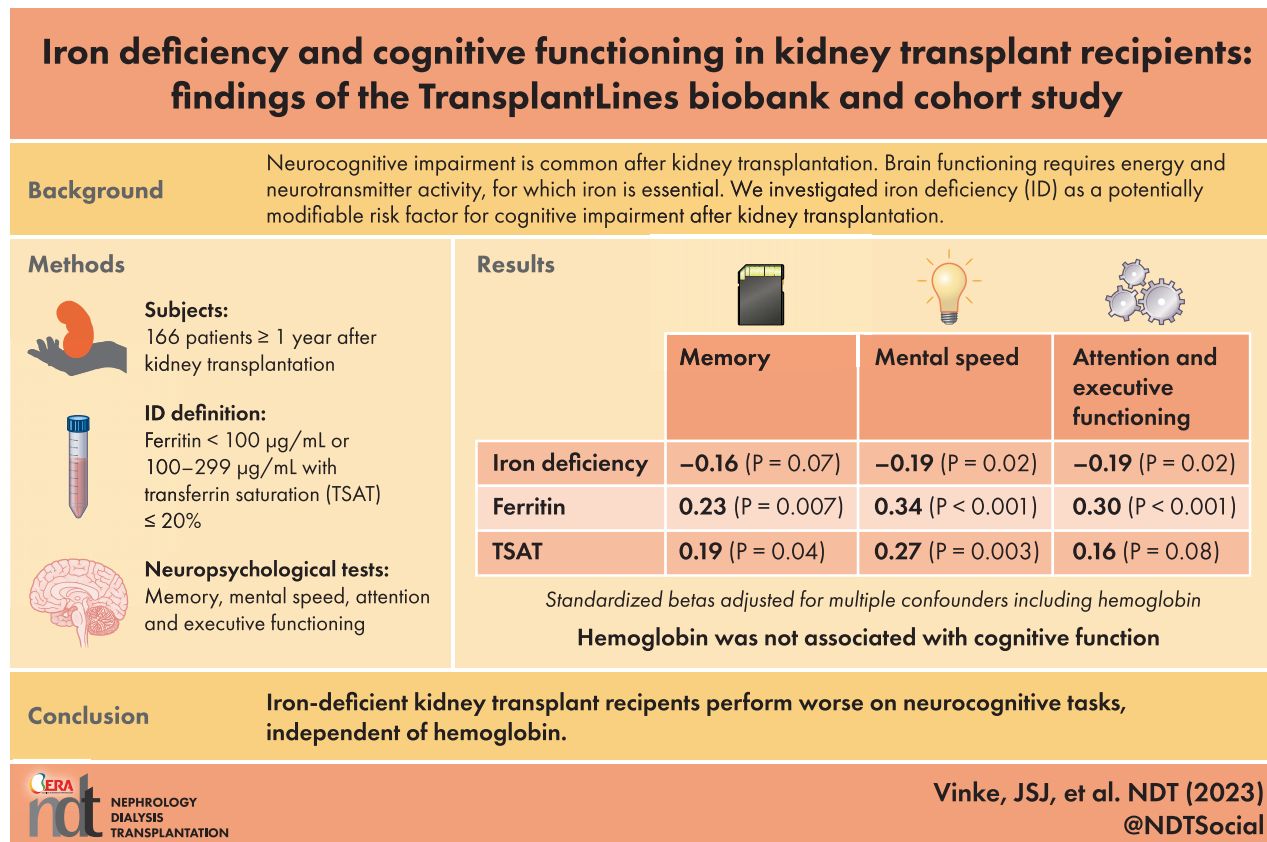 Iron deficiency and cognitive functioning in kidney transplant recipients:
findings of the TransplantLines biobank and cohort study
Background
Neurocognitive impairment is common after kidney transplantation. Brain functioning requires energy and
neurotransmitter activity, for which iron is essential. We investigated iron deficiency (ID) as a potentially
modifiable risk factor for cognitive impairment after kidney transplantation.
Methods
Subjects:
166 patients ≥ 1 year after
kidney transplantation
ID definition:
Ferritin < 100 µg/mL or
100–299 µg/mL with
transferrin saturation (TSAT)
≤ 20%
Neuropsychological tests:
Memory, mental speed, attention
and executive functioning
Results
Memory
Mental speed
Attention and
executive
functioning
Iron deficiency −0.16 (P = 0.07) −0.19 (P = 0.02) −0.19 (P = 0.02)
Ferritin 0.23 (P = 0.007) 0.34 (P < 0.001) 0.30 (P < 0.001)
TSAT 0.19 (P = 0.04) 0.27 (P = 0.003) 0.16 (P = 0.08)
Standardized betas adjusted for multiple confounders including hemoglobin
Hemoglobin was not associated with cognitive function
Conclusion
Iron-deficient kidney transplant recipents perform worse on neurocognitive tasks,
independent of hemoglobin.
ERA
ndt
NEPHROLOGY
DIALYSIS
TRANSPLANTATION
Vinke, JSJ, et al. NDT (2023)
@NDTSocial